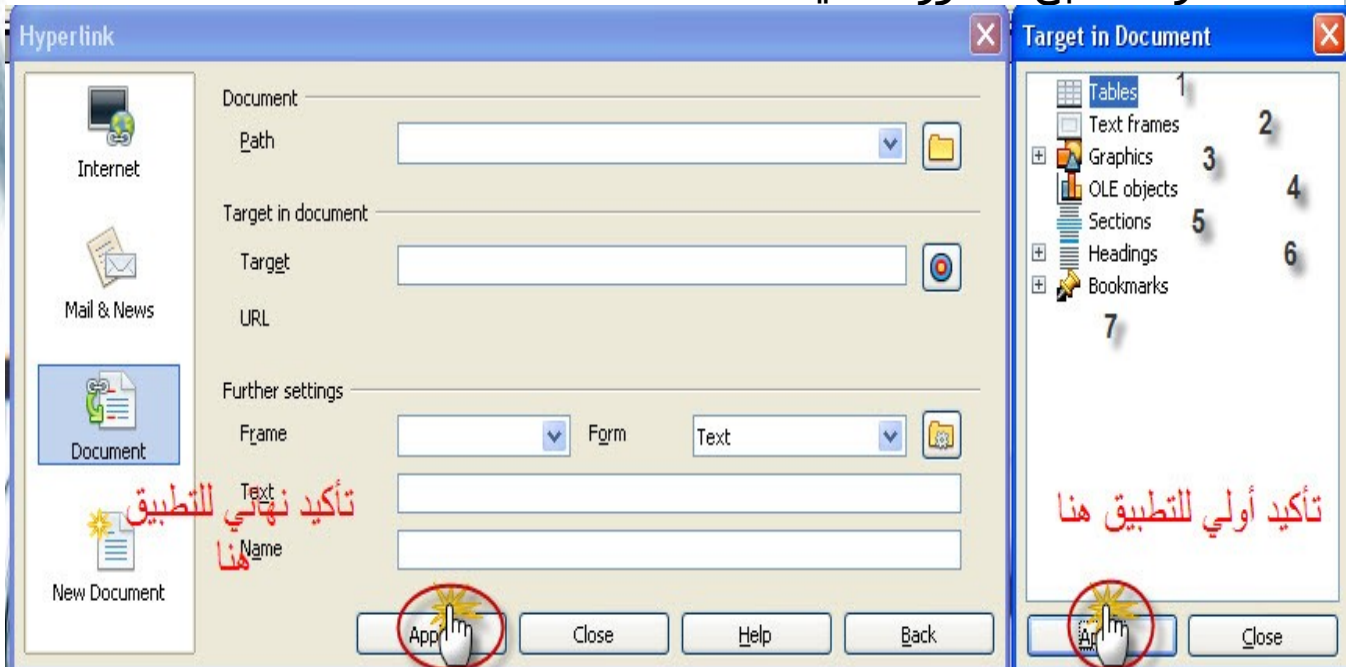 Hyperlink
Internet
Mail & News
Document
New Document
Document
Path
Target in document
Target
URL
Further settings
Frame
Form
Text
Text
Name
تأكيد نهائي للتطبيق
هنا
Close
Help
Back
Target in Document
Tables 1
Text frames 2
Graphics 3
OLE objects 4
Sections 5
Headings 6
Bookmarks
7
تأكيد أولي للتطبيق هنا
Close